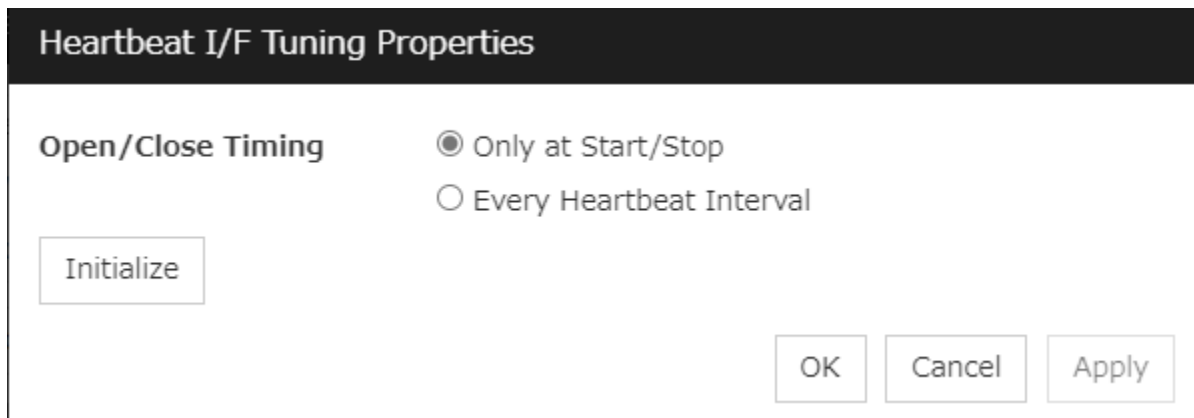 Heartbeat I/F Tuning Properties
Open/Close Timing Only at Start/Stop
Every Heartbeat Interval
Initialize
OK Cancel Apply